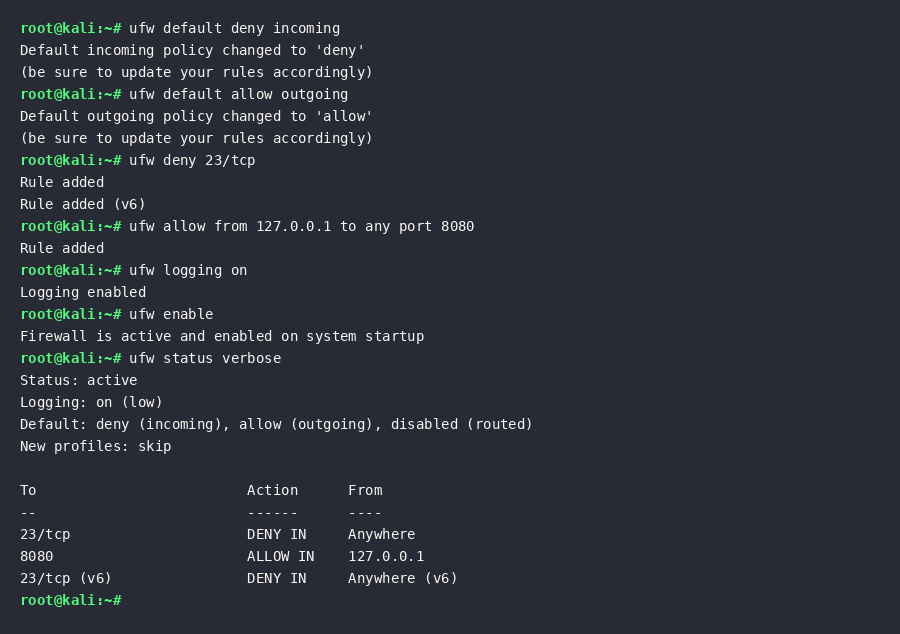 root@kali:~# ufw default deny incoming
Default incoming policy changed to 'deny'
(be sure to update your rules accordingly)
root@kali:~# ufw default allow outgoing
Default outgoing policy changed to 'allow'
(be sure to update your rules accordingly)
root@kali:~# ufw deny 23/tcp
Rule added
Rule added (v6)
root@kali:~# ufw allow from 127.0.0.1 to any port 8080
Rule added
root@kali:~# ufw logging on
Logging enabled
root@kali:~# ufw enable
Firewall is active and enabled on system startup
root@kali:~# ufw status verbose
Status: active
Logging: on (low)
Default: deny (incoming), allow (outgoing), disabled (routed)
New profiles: skip

To                         Action      From
--                         ------      ----
23/tcp                     DENY IN     Anywhere
8080                       ALLOW IN    127.0.0.1
23/tcp (v6)                DENY IN     Anywhere (v6)
root@kali:~#